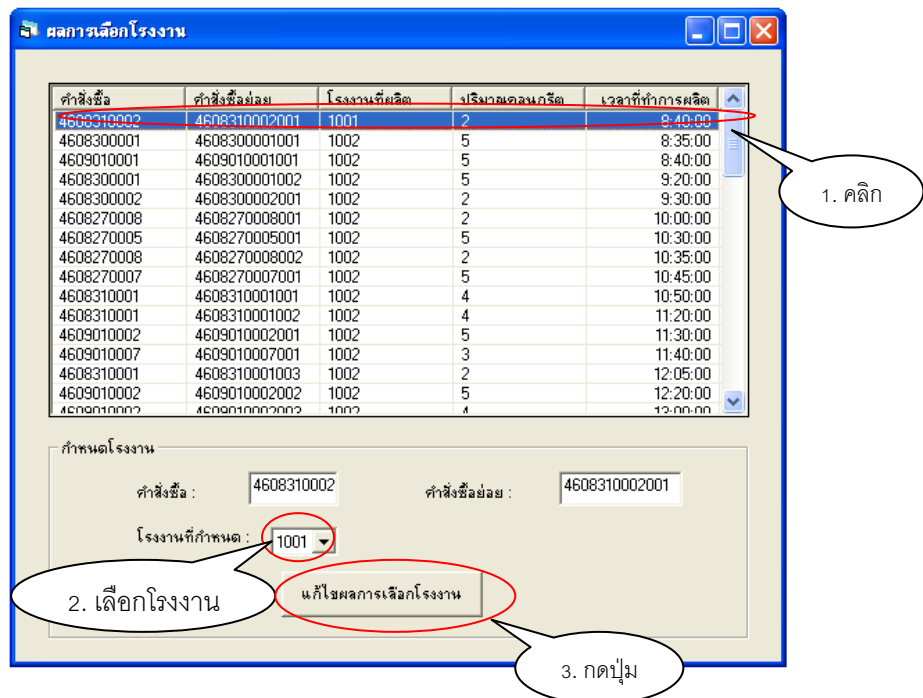 ผลการเลือกโรงงาน
คำสั่งซื้อ คำสั่งซื้อย่อย โรงงานที่ผลิต ปริมาณคอนกรีต เวลาที่ทำการผลิต
4608310002 4608310002001 1001 2 8:40:00
4608300001 4608300001001 1002 5 8:35:00
4609010001 4609010001001 1002 5 8:40:00
4608300001 4608300001002 1002 5 9:20:00
4608300002 4608300002001 1002 2 9:30:00
4608270008 4608270008001 1002 2 10:00:00
4608270005 4608270005001 1002 5 10:30:00
4608270008 4608270008002 1002 2 10:35:00
4608270007 4608270007001 1002 5 10:45:00
4608310001 4608310001001 1002 4 10:50:00
4608310001 4608310001002 1002 4 11:20:00
4609010002 4609010002001 1002 5 11:30:00
4609010007 4609010007001 1002 3 11:40:00
4608310001 4608310001003 1002 2 12:05:00
4609010002 4609010002002 1002 5 12:20:00
4609010002 4609010002003 1002 4 13:00:00
1. คลิก
กำหนดโรงงาน
คำสั่งซื้อ : 4608310002 คำสั่งซื้อย่อย : 4608310002001
โรงงานที่กำหนด : 1001
2. เลือกโรงงาน
แก้ไขผลการเลือกโรงงาน
3. กดปุ่ม